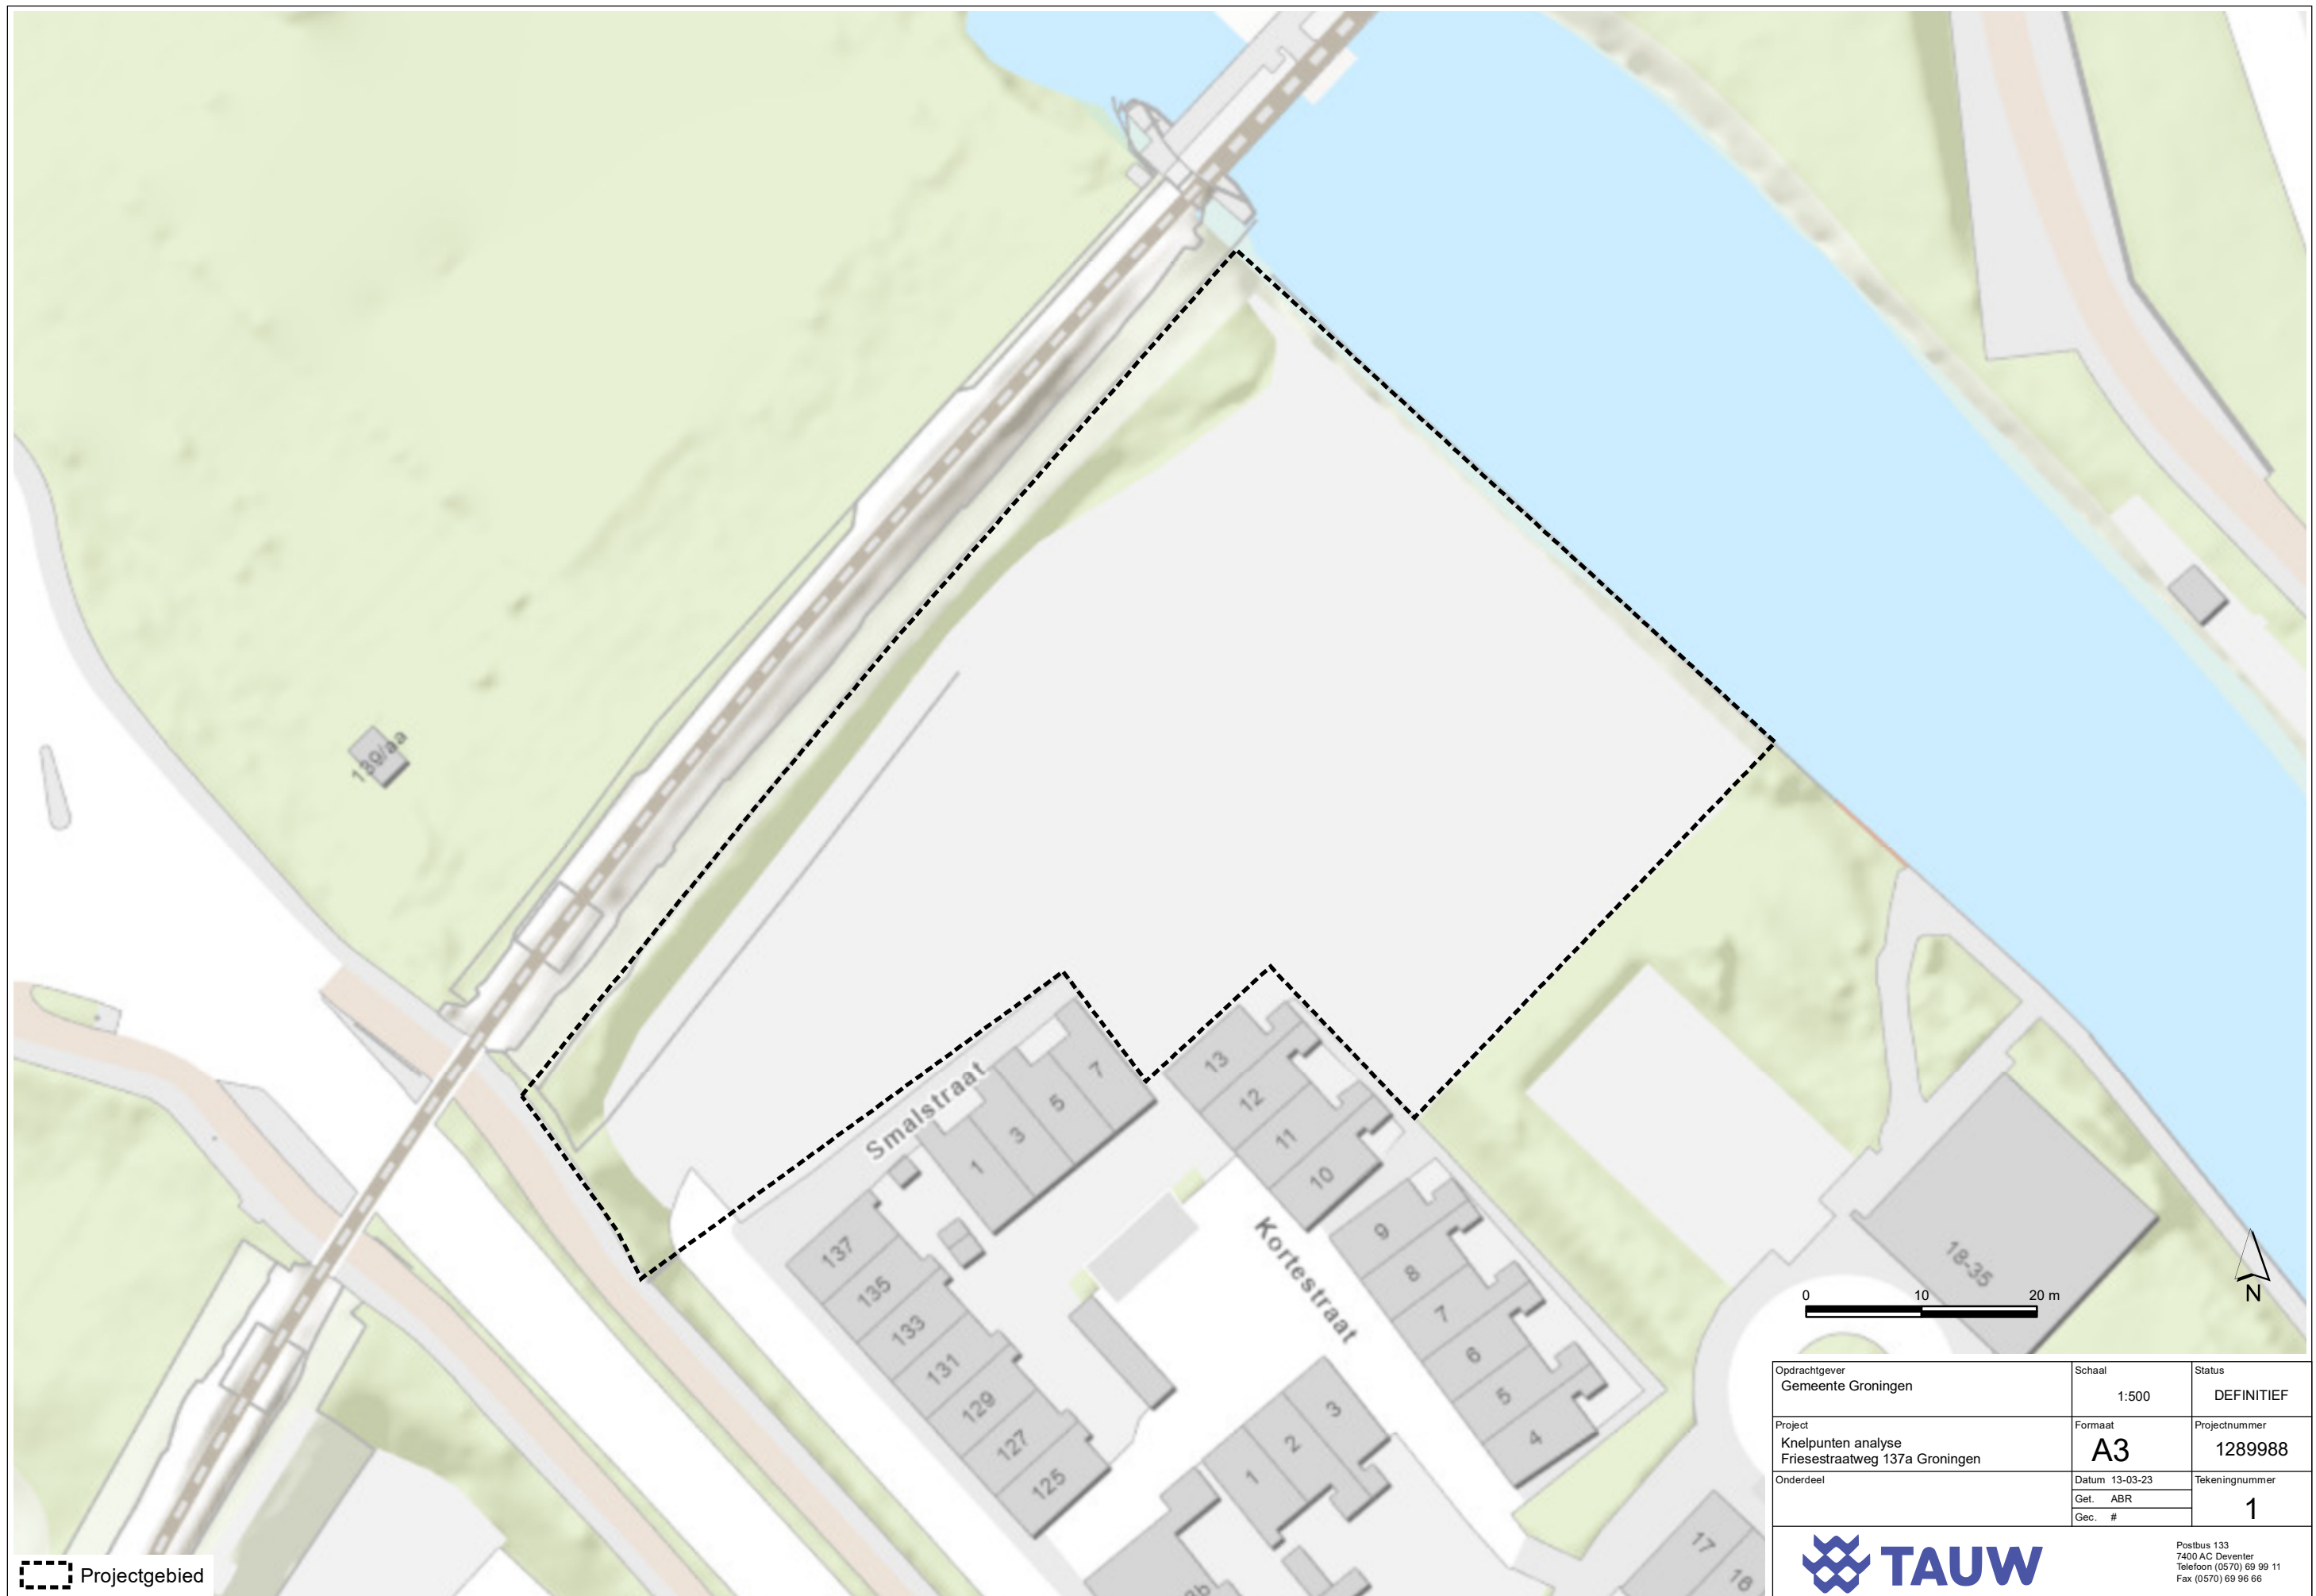 139/aa
Smalstraat
7
5
3
1
13
12
11
10
137
135
133
131
129
127
125
Kortestraat
9
8
7
6
5
4
3
2
1
18-35
17
18
0 10 20 m
N
Opdrachtgever
Gemeente Groningen
Schaal
1:500
Status
DEFINITIEF
Project
Knelpunten analyse
Friesestraatweg 137a Groningen
Formaat
A3
Projectnummer
1289988
Onderdeel
Datum 13-03-23
Get. ABR
Gec. #
Tekeningnummer
1
TAUW
Postbus 133
7400 AC Deventer
Telefoon (0570) 69 99 11
Fax (0570) 69 96 66
Projectgebied